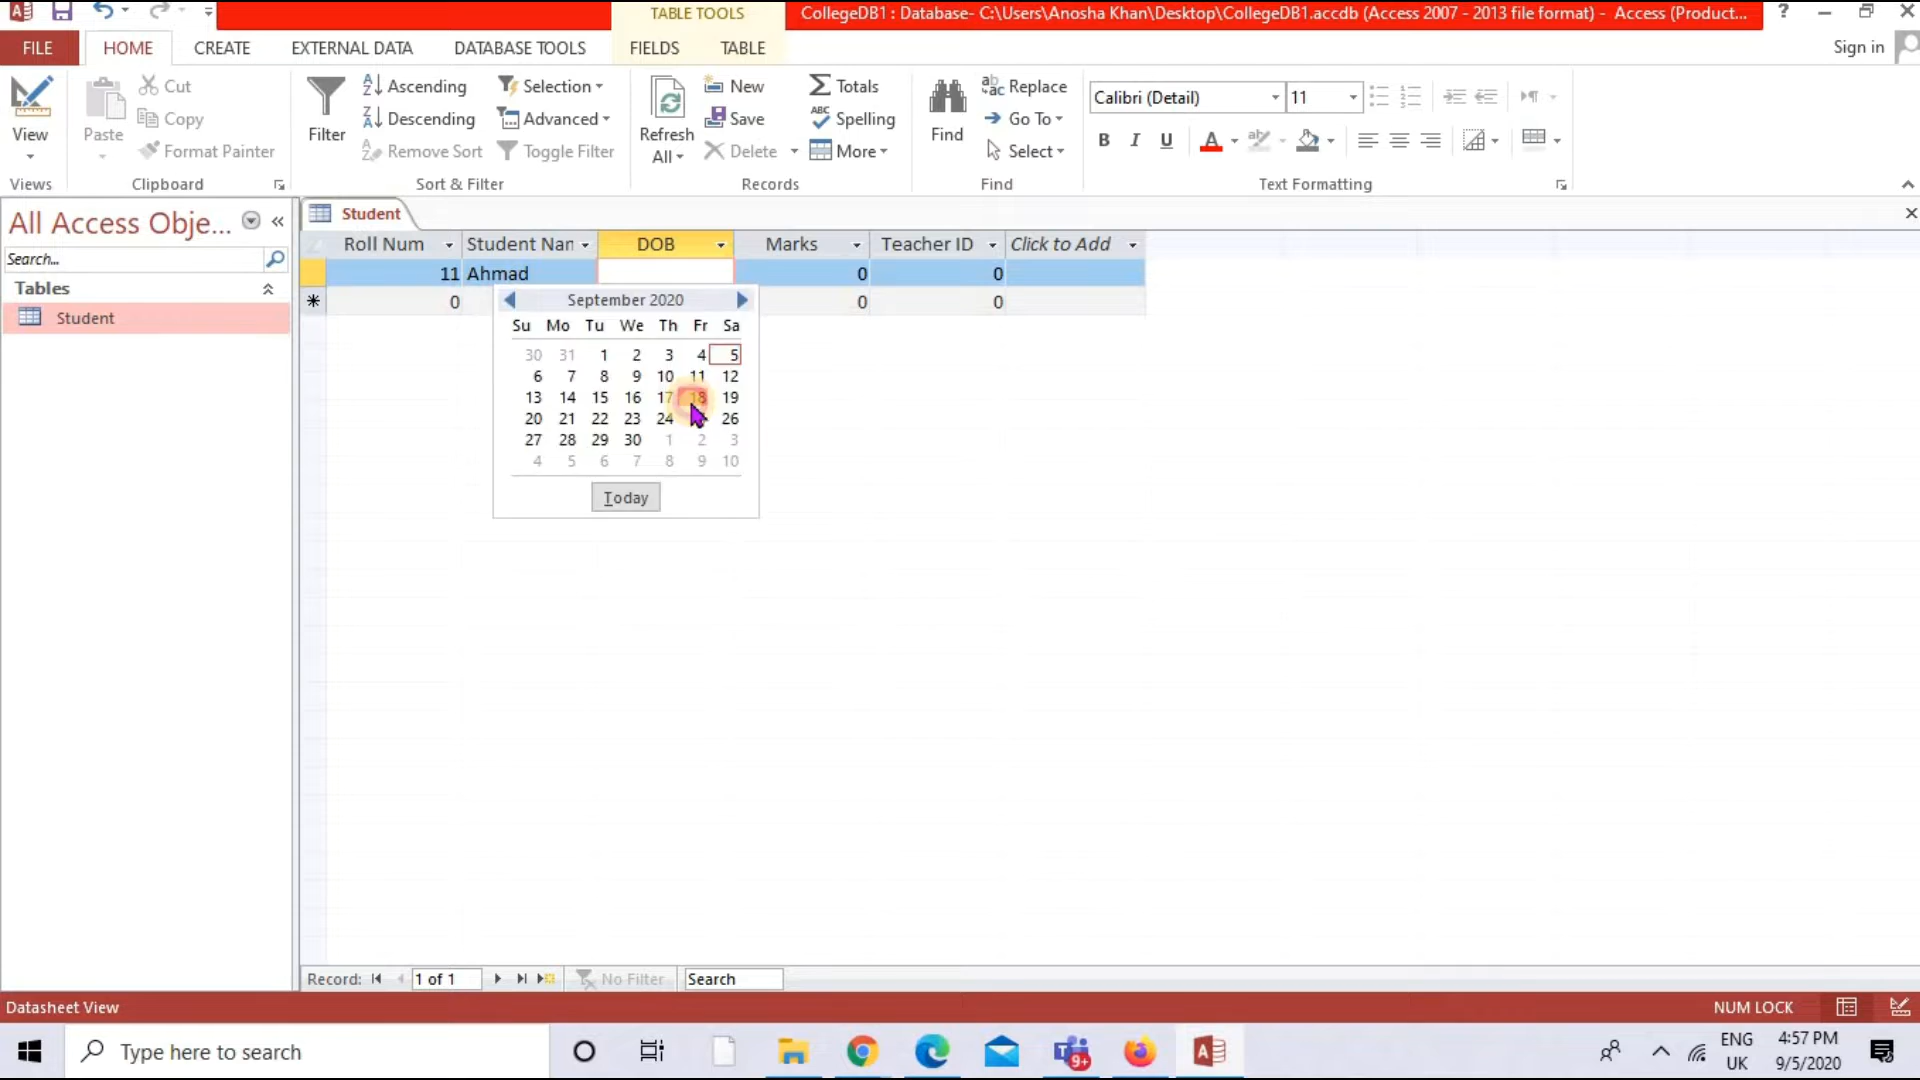 TABLE TOOLS
CollegeDB1 : Database- C:\Users\Anosha Khan\Desktop\CollegeDB1.accdb (Access 2007 - 2013 file format) - Access (Product...
?
FILE HOME CREATE EXTERNAL DATA DATABASE TOOLS FIELDS TABLE Sign in
View
Views
Paste
Cut
Copy
Format Painter
Clipboard
Filter
Ascending
Descending
Remove Sort
Selection
Advanced
Toggle Filter
Sort & Filter
Refresh
All
New
Save
Delete
Totals
Spelling
More
Records
Find
Replace
Go To
Select
Find
Calibri (Detail) 11
B I U A
Text Formatting
All Access Obje...
Search...
Tables
Student
Student
Roll Num Student Nan DOB Marks Teacher ID Click to Add
11 Ahmad 0 0
0 0 0
September 2020
Su Mo Tu We Th Fr Sa
30 31 1 2 3 4 5
6 7 8 9 10 11 12
13 14 15 16 17 18 19
20 21 22 23 24 26
27 28 29 30 1 2 3
4 5 6 7 8 9 10
Today
Record: 1 of 1 No Filter Search
Datasheet View NUM LOCK
Type here to search
9+
ENG
UK
4:57 PM
9/5/2020